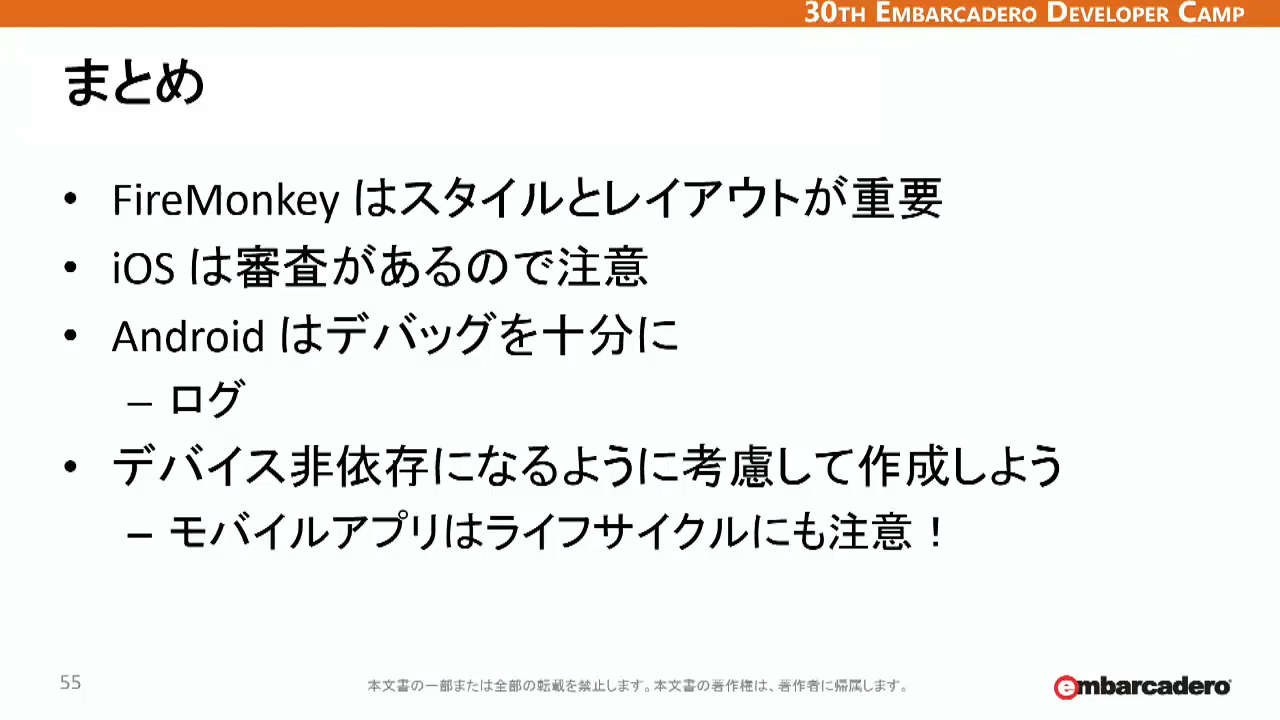 30TH EMBARCADERO DEVELOPER CAMP
まとめ
• FireMonkey はスタイルとレイアウトが重要
• iOS は審査があるので注意
• Android はデバッグを十分に
– ログ
• デバイス非依存になるように考慮して作成しよう
– モバイルアプリはライフサイクルにも注意！
55
本文書の一部または全部の転載を禁止します。本文書の著作権は、著作者に帰属します。
embarcadero